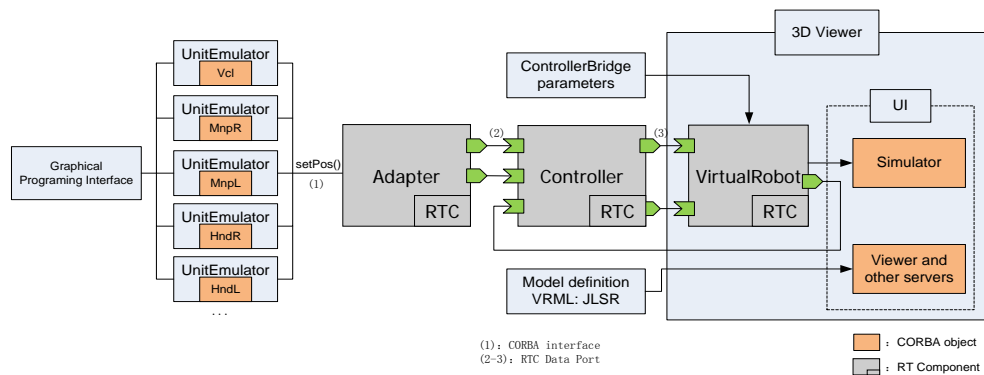 3D Viewer
UnitEmulator
Vcl
ControllerBridge
parameters
UI
UnitEmulator
MnpR
Graphical
Programing Interface
UnitEmulator
MnpL
setPos()
(1)
Adapter
RTC
(2)
Controller
RTC
(3)
VirtualRobot
RTC
Simulator
UnitEmulator
HndR
UnitEmulator
HndL
...
Model definition
VRML: JLSR
Viewer and
other servers
(1): CORBA interface
(2-3): RTC Data Port
: CORBA object
: RT Component